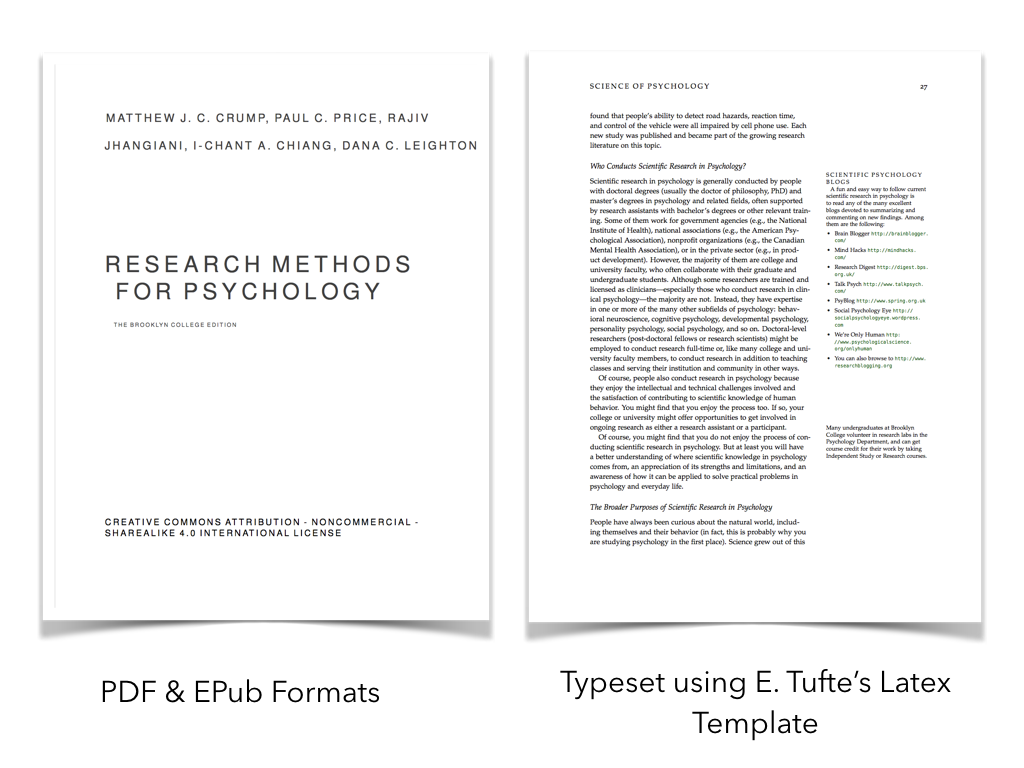 MATTHEW J. C. CRUMP, PAUL C. PRICE, RAJIV
JHANGIANI, I-CHANT A. CHIANG, DANA C. LEIGHTON
RESEARCH METHODS
FOR PSYCHOLOGY
THE BROOKLYN COLLEGE EDITION
CREATIVE COMMONS ATTRIBUTION - NONCOMMERCIAL -
SHAREALIKE 4.0 INTERNATIONAL LICENSE
PDF & EPub Formats
SCIENCE OF PSYCHOLOGY 27
found that people's ability to detect road hazards, reaction time,
and control of the vehicle were all impaired by cell phone use. Each
new study was published and became part of the growing research
literature on this topic.
Who Conducts Scientific Research in Psychology?
Scientific research in psychology is generally conducted by people
with doctoral degrees (usually the doctor of philosophy, PhD) and
master's degrees in psychology and related fields, often supported
by research assistants with bachelor's degrees or other relevant train-
ing. Some of them work for government agencies (e.g., the National
Institute of Health), national associations (e.g., the American Psy-
chological Association), nonprofit organizations (e.g., the Canadian
Mental Health Association), or in the private sector (e.g., in prod-
uct development). However, the majority of them are college and
university faculty, who often collaborate with their graduate and
undergraduate students. Although some researchers are trained and
licensed as clinicians—especially those who conduct research in clin-
ical psychology—the majority are not. Instead, they have expertise
in one or more of the many other subfields of psychology: behav-
ioral neuroscience, cognitive psychology, developmental psychology,
personality psychology, social psychology, and so on. Doctoral-level
researchers (post-doctoral fellows or research scientists) might be
employed to conduct research full-time or, like many college and uni-
versity faculty members, to conduct research in addition to teaching
classes and serving their institution and community in other ways.
Of course, people also conduct research in psychology because
they enjoy the intellectual and technical challenges involved and
the satisfaction of contributing to scientific knowledge of human
behavior. You might find that you enjoy the process too. If so, your
college or university might offer opportunities to get involved in
ongoing research as either a research assistant or a participant.
Of course, you might find that you do not enjoy the process of con-
ducting scientific research in psychology. But at least you will have
a better understanding of where scientific knowledge in psychology
comes from, an appreciation of its strengths and limitations, and an
awareness of how it can be applied to solve practical problems in
psychology and everyday life.
The Broader Purposes of Scientific Research in Psychology
People have always been curious about the natural world, includ-
ing themselves and their behavior (in fact, this is probably why you
are studying psychology in the first place). Science grew out of this
SCIENTIFIC PSYCHOLOGY
BLOGS
A fun and easy way to follow current
scientific research in psychology is
to read any of the many excellent
blogs devoted to summarizing and
commenting on new findings. Among
them are the following:
• Brain Blogger http://brainblogger.
com/
• Mind Hacks http://mindhacks.
com/
• Research Digest http://digest.bps.
org.uk/
• Talk Psych http://www.talkpsych.
com/
• PsyBlog http://www.spring.org.uk
• Social Psychology Eye http://
socialpsychologyeye.wordpress.
com
• We're Only Human http:
//www.psychologicalscience.
org/onlyhuman
• You can also browse to http://www.
researchblogging.org
Many undergraduates at Brooklyn
College volunteer in research labs in the
Psychology Department, and can get
course credit for their work by taking
Independent Study or Research courses.
Typeset using E. Tufte's Latex
Template